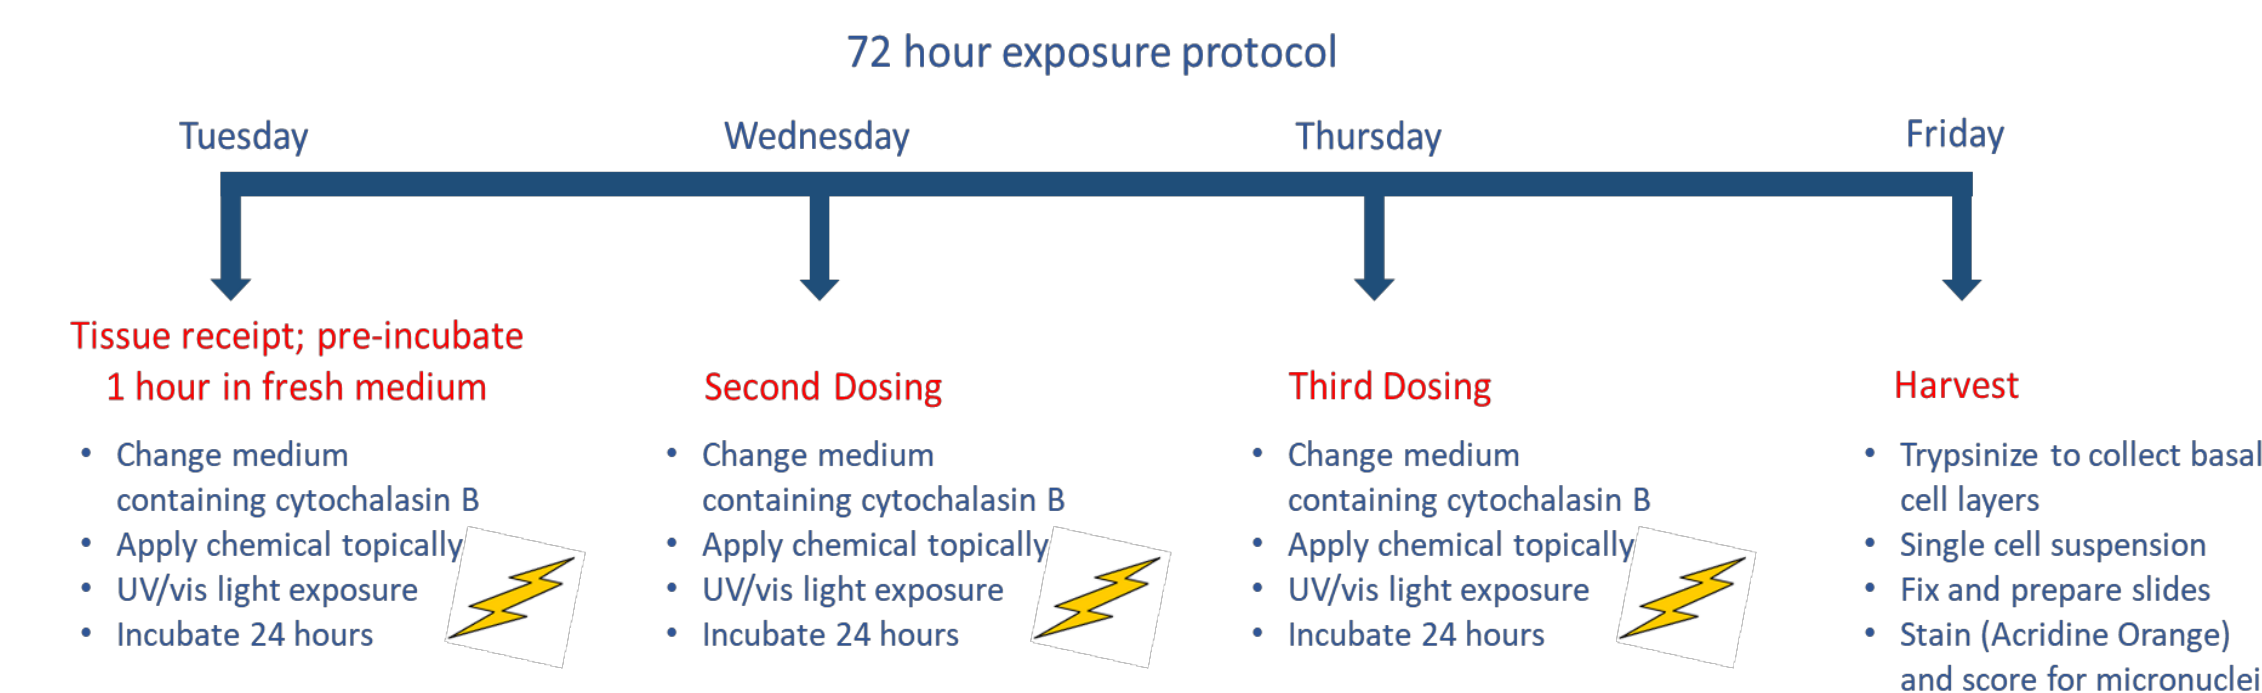 72 hour exposure protocol
Tuesday
Wednesday
Thursday
Friday
Tissue receipt; pre-incubate
1 hour in fresh medium
• Change medium
containing cytochalasin B
• Apply chemical topically
• UV/vis light exposure
• Incubate 24 hours
Second Dosing
• Change medium
containing cytochalasin B
• Apply chemical topically
• UV/vis light exposure
• Incubate 24 hours
Third Dosing
• Change medium
containing cytochalasin B
• Apply chemical topically
• UV/vis light exposure
• Incubate 24 hours
Harvest
• Trypsinize to collect basal
cell layers
• Single cell suspension
• Fix and prepare slides
• Stain (Acridine Orange)
and score for micronuclei